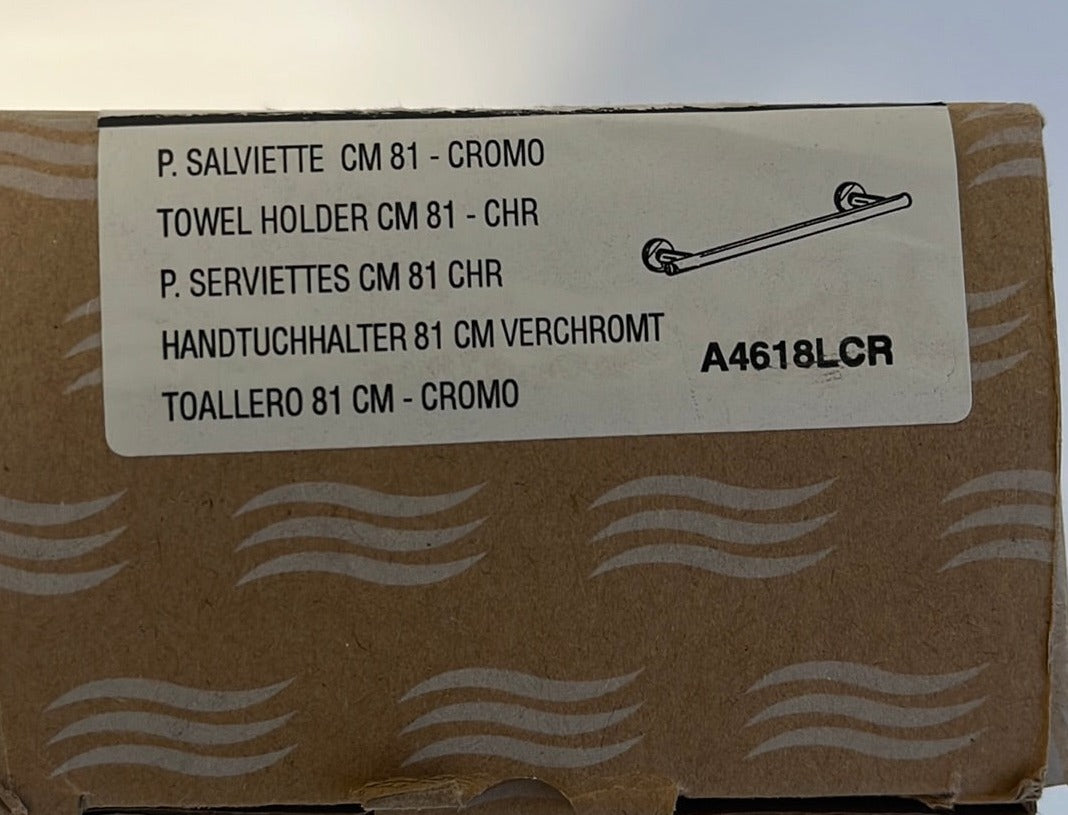 P. SALVIETTE CM 81 - CROMO
TOWEL HOLDER CM 81 - CHR
P. SERVIETTES CM 81 CHR
HANDTUCHHALTER 81 CM VERCHROMT
TOALLERO 81 CM - CROMO
A4618LCR